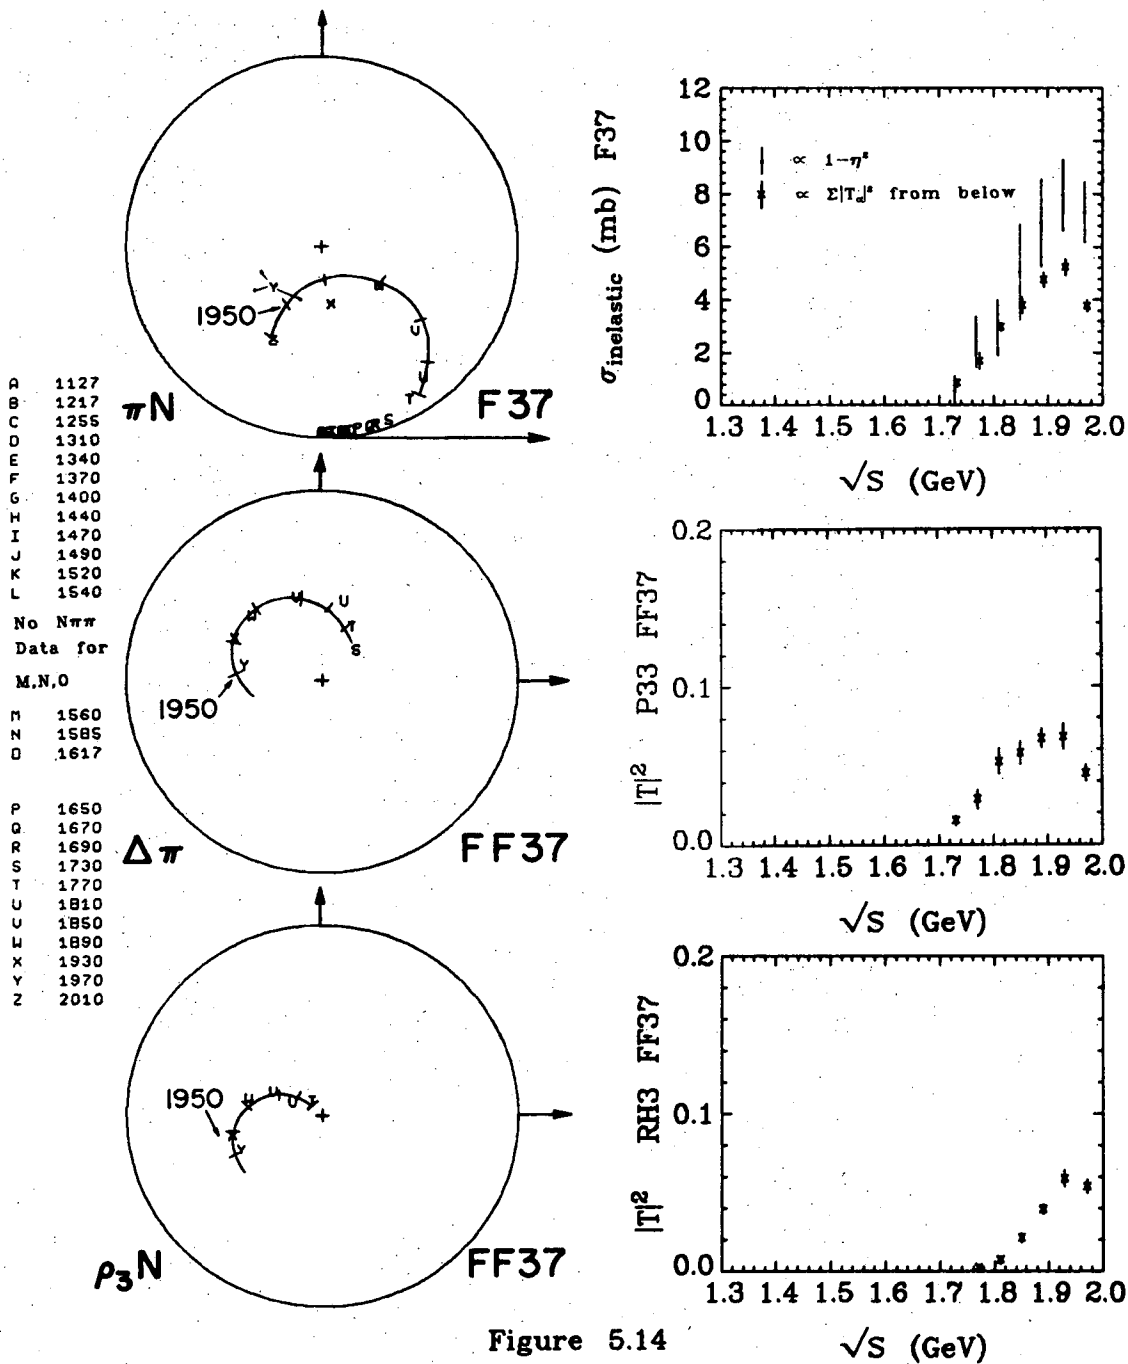 A 1127
B 1217
C 1255
D 1310
E 1340
F 1370
G 1400
H 1440
I 1470
J 1490
K 1520
L 1540
No Nππ
Data for
M,N,O
M 1560
N 1585
O 1617
P 1650
Q 1670
R 1690
S 1730
T 1770
U 1810
V 1850
W 1890
X 1930
Y 1970
Z 2010
1950
Y
X
W
U
T
S
πN F37
1950
Y
U
T
S
Δπ FF37
1950
ρ₃N FF37
σinelastic (mb) F37
12
10
8
6
4
2
0
∝ 1−η²
∝ Σ|Tα|² from below
1.3 1.4 1.5 1.6 1.7 1.8 1.9 2.0
√S (GeV)
|T|² P33 FF37
0.2
0.1
0.0
1.3 1.4 1.5 1.6 1.7 1.8 1.9 2.0
√S (GeV)
|T|² RH3 FF37
0.2
0.1
0.0
1.3 1.4 1.5 1.6 1.7 1.8 1.9 2.0
√S (GeV)
Figure 5.14